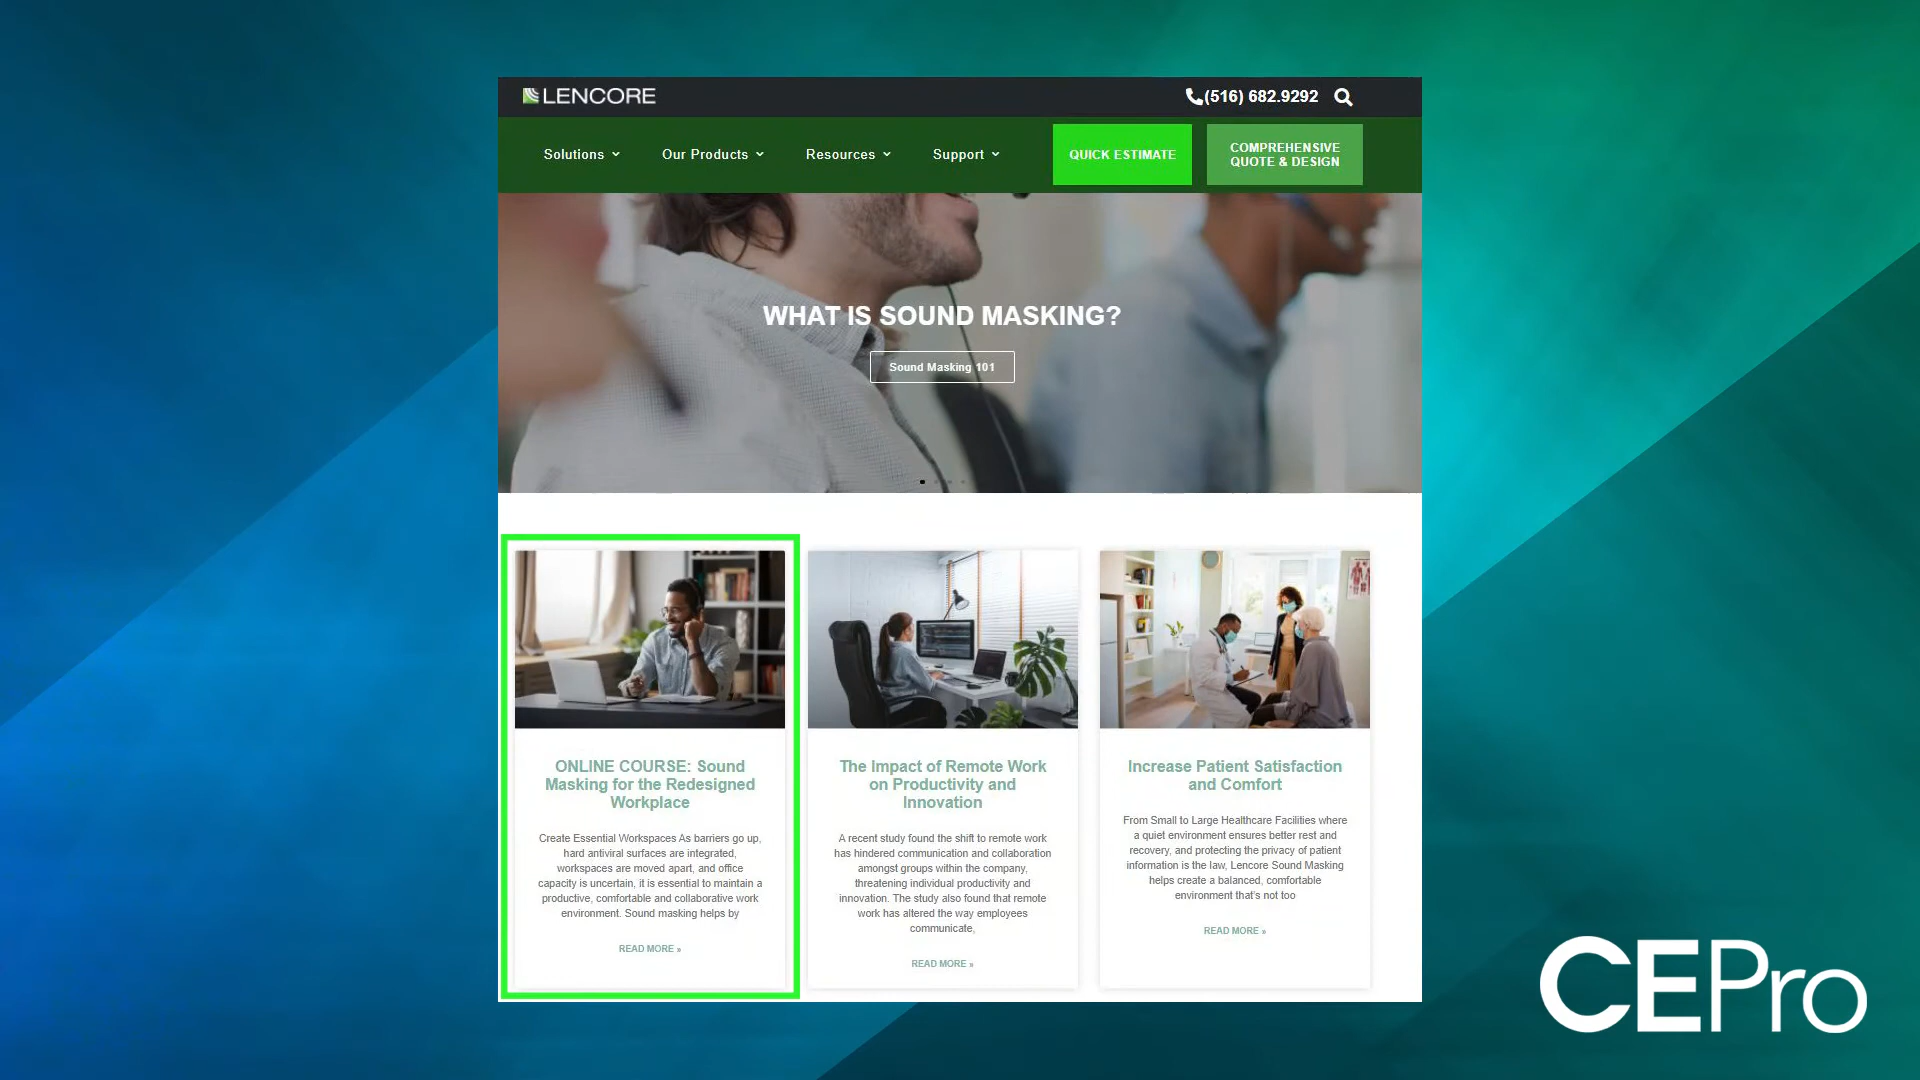 LENCORE
(516) 682.9292
Solutions
Our Products
Resources
Support
QUICK ESTIMATE
COMPREHENSIVE
QUOTE & DESIGN
WHAT IS SOUND MASKING?
Sound Masking 101
ONLINE COURSE: Sound
Masking for the Redesigned
Workplace
Create Essential Workspaces As barriers go up,
hard antiviral surfaces are integrated,
workspaces are moved apart, and office
capacity is uncertain, it is essential to maintain a
productive, comfortable and collaborative work
environment. Sound masking helps by
READ MORE »
The Impact of Remote Work
on Productivity and
Innovation
A recent study found the shift to remote work
has hindered communication and collaboration
amongst groups within the company,
threatening individual productivity and
innovation. The study also found that remote
work has altered the way employees
communicate,
READ MORE »
Increase Patient Satisfaction
and Comfort
From Small to Large Healthcare Facilities where
a quiet environment ensures better rest and
recovery, and protecting the privacy of patient
information is the law, Lencore Sound Masking
helps create a balanced, comfortable
environment that's not too
READ MORE »
CEPro